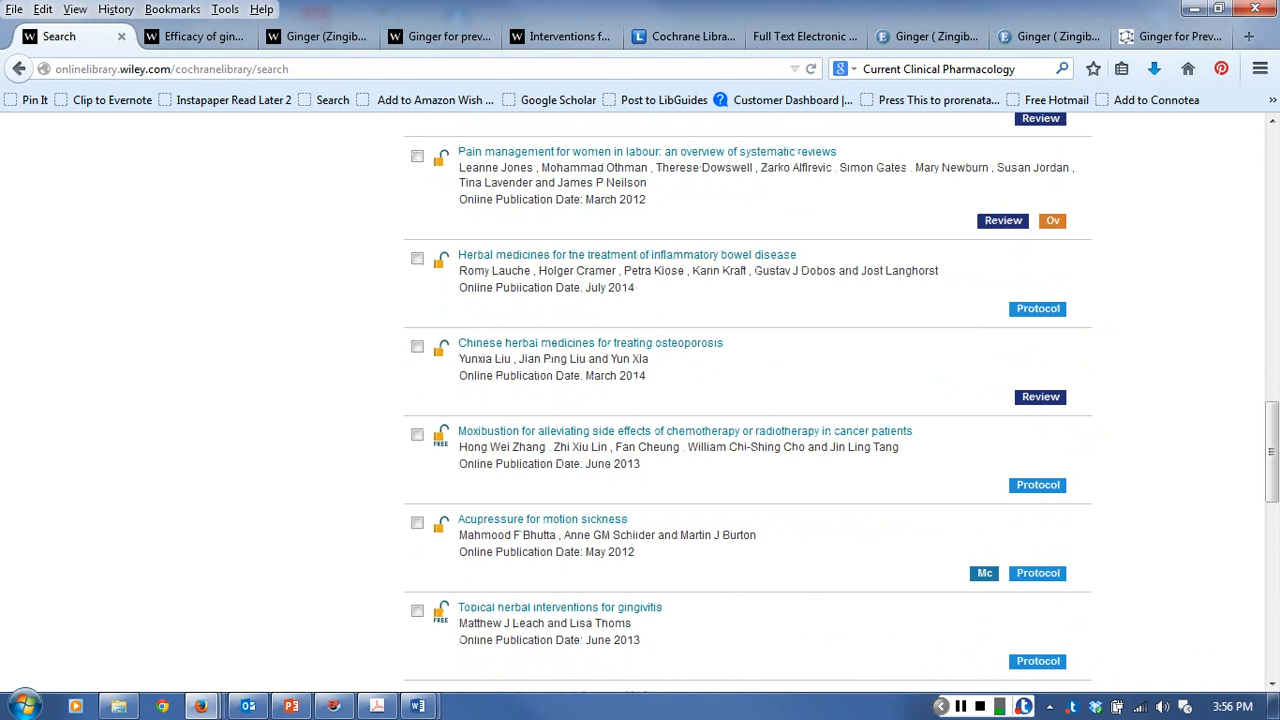 File Edit View History Bookmarks Tools Help
Search Efficacy of gin... Ginger (Zingib... Ginger for prev... Interventions f... Cochrane Libra... Full Text Electronic ... Ginger ( Zingib... Ginger ( Zingib... Ginger for Prev...
onlinelibrary.wiley.com/cochranelibrary/search Current Clinical Pharmacology
Pin It Clip to Evernote Instapaper Read Later 2 Search Add to Amazon Wish ... Google Scholar Post to LibGuides Customer Dashboard |... Press This to prorenata... Free Hotmail Add to Connotea
Review
Pain management for women in labour: an overview of systematic reviews
Leanne Jones , Mohammad Othman , Therese Dowswell , Zarko Alfirevic , Simon Gates , Mary Newburn , Susan Jordan ,
Tina Lavender and James P Neilson
Online Publication Date: March 2012
Review Ov
Herbal medicines for the treatment of inflammatory bowel disease
Romy Lauche , Holger Cramer , Petra Klose , Karin Kraft , Gustav J Dobos and Jost Langhorst
Online Publication Date: July 2014
Protocol
Chinese herbal medicines for treating osteoporosis
Yunxia Liu , Jian Ping Liu and Yun Xia
Online Publication Date: March 2014
Review
Moxibustion for alleviating side effects of chemotherapy or radiotherapy in cancer patients
FREE
Hong Wei Zhang , Zhi Xiu Lin , Fan Cheung , William Chi-Shing Cho and Jin Ling Tang
Online Publication Date: June 2013
Protocol
Acupressure for motion sickness
Mahmood F Bhutta , Anne GM Schilder and Martin J Burton
Online Publication Date: May 2012
Mc Protocol
Topical herbal interventions for gingivitis
FREE
Matthew J Leach and Lisa Thoms
Online Publication Date: June 2013
Protocol
3:56 PM